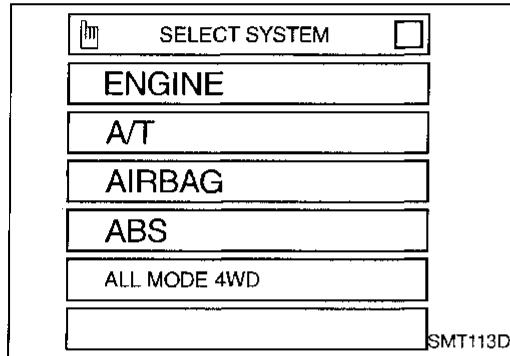 SELECT SYSTEM
ENGINE
A/T
AIRBAG
ABS
ALL MODE 4WD
SMT113D